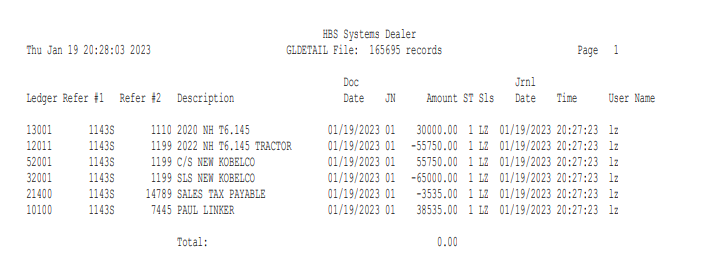 HBS Systems Dealer
Thu Jan 19 20:28:03 2023 GLDETAIL File: 165695 records Page 1
Doc Jrnl
Ledger Refer #1 Refer #2 Description Date JN Amount ST Sls Date Time User Name
13001 1143S 1110 2020 NH T6.145 01/19/2023 01 30000.00 1 LZ 01/19/2023 20:27:23 lz
12011 1143S 1199 2022 NH T6.145 TRACTOR 01/19/2023 01 -55750.00 1 LZ 01/19/2023 20:27:23 lz
52001 1143S 1199 C/S NEW KOBELCO 01/19/2023 01 55750.00 1 LZ 01/19/2023 20:27:23 lz
32001 1143S 1199 SLS NEW KOBELCO 01/19/2023 01 -65000.00 1 LZ 01/19/2023 20:27:23 lz
21400 1143S 14789 SALES TAX PAYABLE 01/19/2023 01 -3535.00 1 LZ 01/19/2023 20:27:23 lz
10100 1143S 7445 PAUL LINKER 01/19/2023 01 38535.00 1 LZ 01/19/2023 20:27:23 lz
Total: 0.00